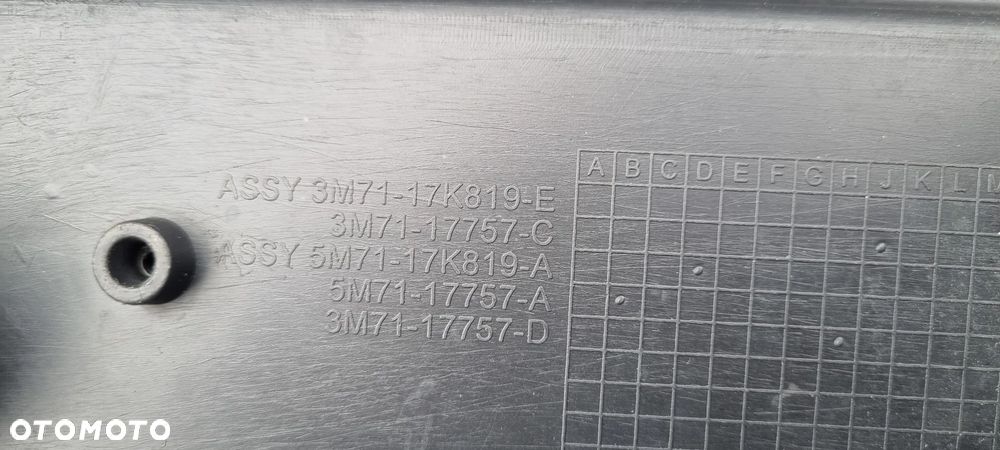 ASSY 3M71-17K819-E
3M71-17757-C
ASSY 5M71-17K819-A
5M71-17757-A
3M71-17757-D
A B C D E F G H J K L M
OTOMOTO